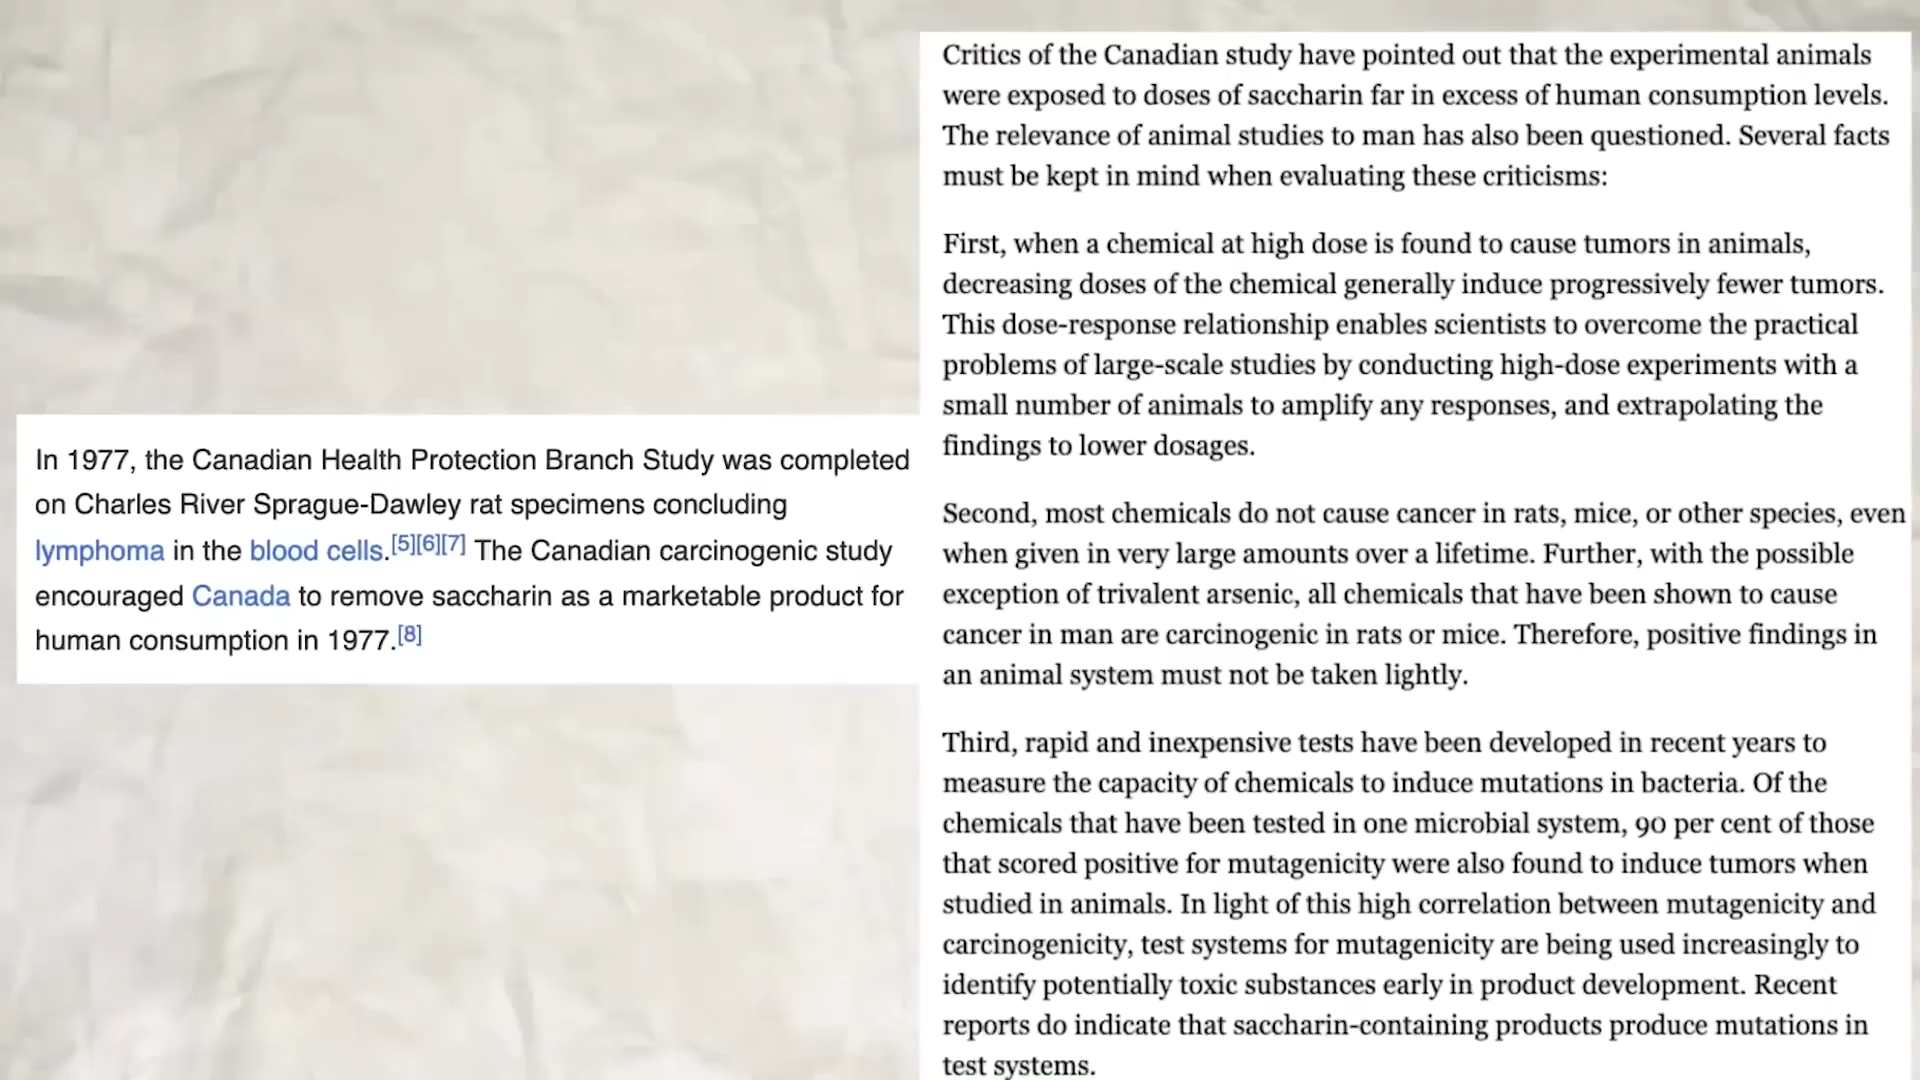 In 1977, the Canadian Health Protection Branch Study was completed
on Charles River Sprague-Dawley rat specimens concluding
lymphoma in the blood cells.[5][6][7] The Canadian carcinogenic study
encouraged Canada to remove saccharin as a marketable product for
human consumption in 1977.[8]
Critics of the Canadian study have pointed out that the experimental animals
were exposed to doses of saccharin far in excess of human consumption levels.
The relevance of animal studies to man has also been questioned. Several facts
must be kept in mind when evaluating these criticisms:
First, when a chemical at high dose is found to cause tumors in animals,
decreasing doses of the chemical generally induce progressively fewer tumors.
This dose-response relationship enables scientists to overcome the practical
problems of large-scale studies by conducting high-dose experiments with a
small number of animals to amplify any responses, and extrapolating the
findings to lower dosages.
Second, most chemicals do not cause cancer in rats, mice, or other species, even
when given in very large amounts over a lifetime. Further, with the possible
exception of trivalent arsenic, all chemicals that have been shown to cause
cancer in man are carcinogenic in rats or mice. Therefore, positive findings in
an animal system must not be taken lightly.
Third, rapid and inexpensive tests have been developed in recent years to
measure the capacity of chemicals to induce mutations in bacteria. Of the
chemicals that have been tested in one microbial system, 90 per cent of those
that scored positive for mutagenicity were also found to induce tumors when
studied in animals. In light of this high correlation between mutagenicity and
carcinogenicity, test systems for mutagenicity are being used increasingly to
identify potentially toxic substances early in product development. Recent
reports do indicate that saccharin-containing products produce mutations in
test systems.